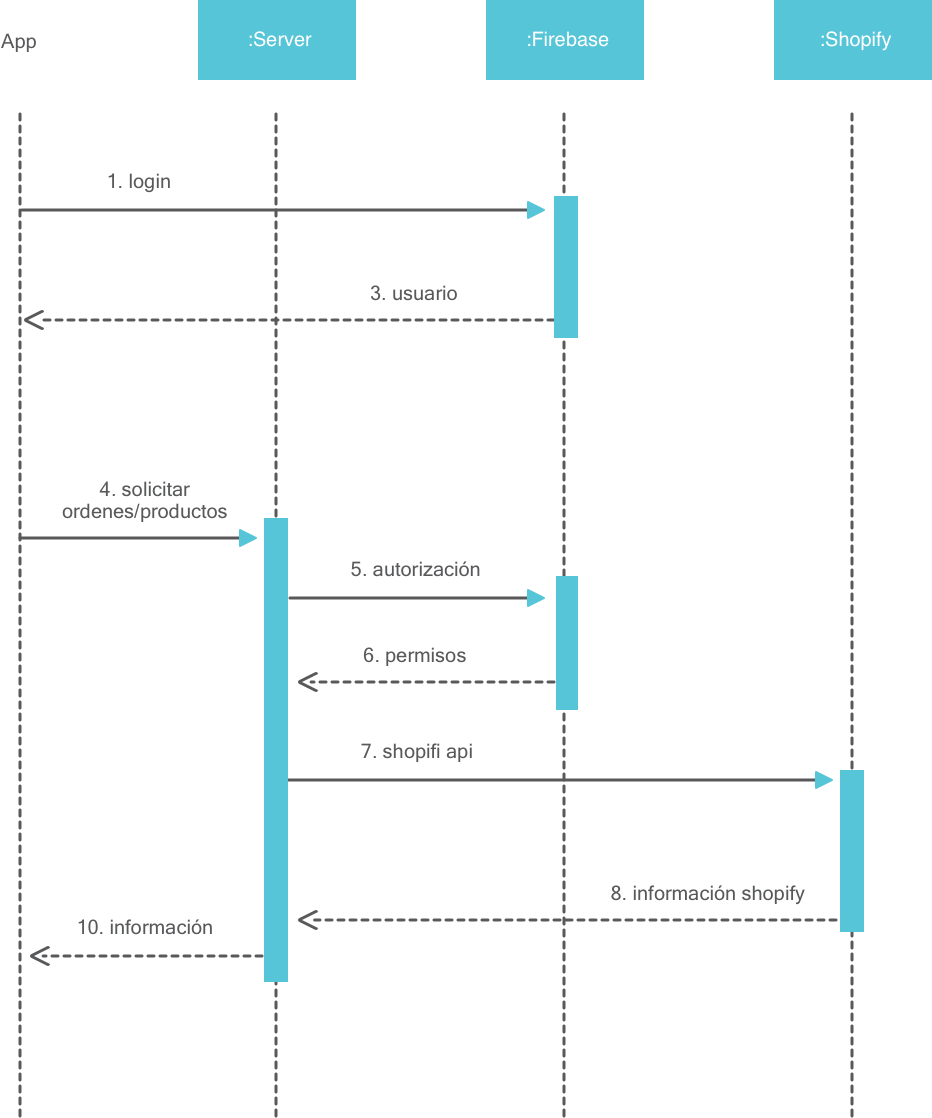 App
:Server
:Firebase
:Shopify
1. login
3. usuario
4. solicitar
ordenes/productos
5. autorización
6. permisos
7. shopifi api
8. información shopify
10. información